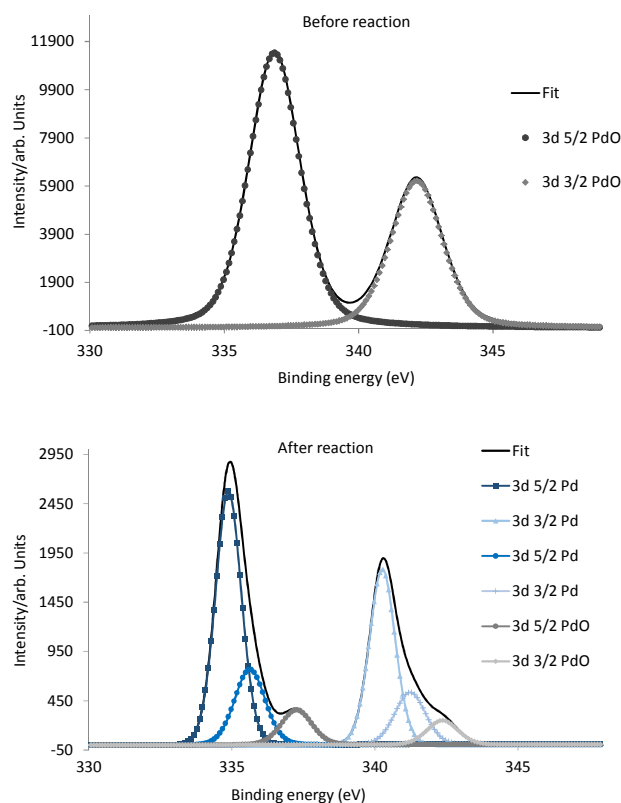 Before reaction
11900
9900
7900
5900
3900
1900
-100
330
335
340
345
Intensity/arb. Units
Binding energy (eV)
Fit
3d 5/2 PdO
3d 3/2 PdO
After reaction
2950
2450
1950
1450
950
450
-50
330
335
340
345
Intensity/arb. Units
Binding energy (eV)
Fit
3d 5/2 Pd
3d 3/2 Pd
3d 5/2 Pd
3d 3/2 Pd
3d 5/2 PdO
3d 3/2 PdO